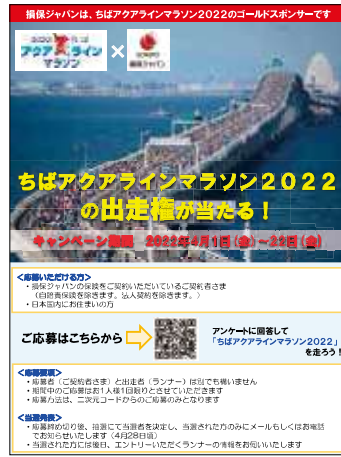 損保ジャパンは、ちばアクアラインマラソン2022のゴールドスポンサーです
アクアライン
マラソン
×
損保ジャパン
ちばアクアラインマラソン2022
の出走権が当たる！
キャンペーン期間 2022年4月1日(金)～22日(金)
＜応募いただける方＞
・損保ジャパンの保険をご契約いただいているご契約者さま
（自賠責保険を除きます。法人契約を除きます。）
・日本国内にお住まいの方
ご応募はこちらから
アンケートに回答して
「ちばアクアラインマラソン2022」
を走ろう！
＜応募要項＞
・応募者（ご契約者さま）と出走者（ランナー）は別でも構いません
・期間中のご応募はお1人様1回限りとさせていただきます
・応募方法は、二次元コードからのご応募のみとなります
＜当選発表＞
・応募締め切り後、抽選にて当選者を決定し、当選された方のみにメールもしくはお電話
でお知らせいたします（4月28日頃）
・当選された方には後日、エントリーいただくランナーの情報をお伺いいたします